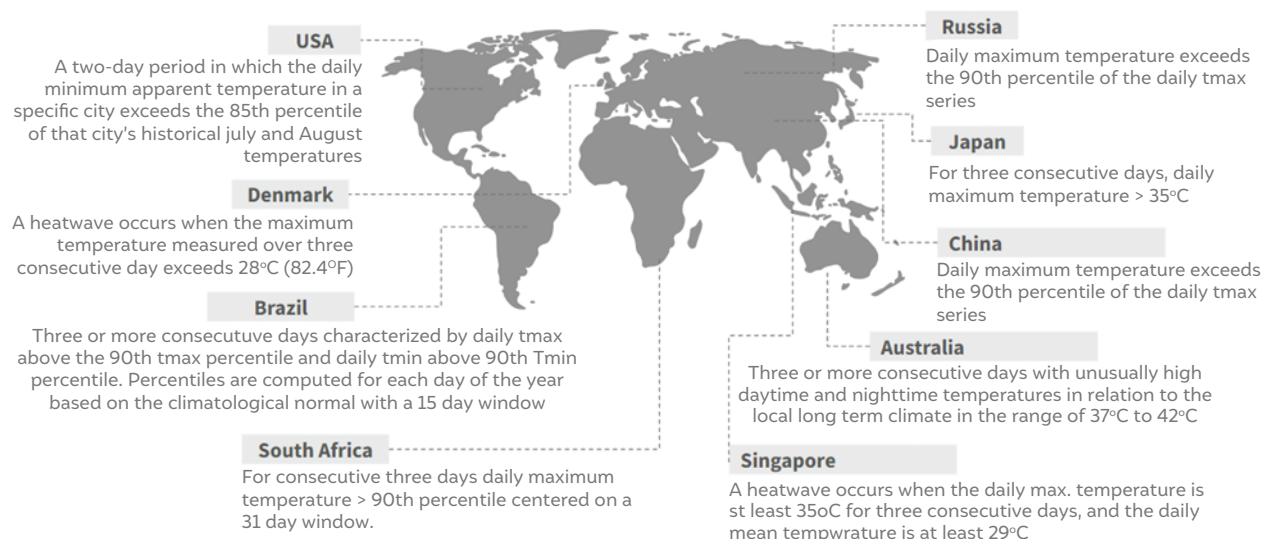 USA
A two-day period in which the daily
minimum apparent temperature in a
specific city exceeds the 85th percentile
of that city's historical july and August
temperatures
Denmark
A heatwave occurs when the maximum
temperature measured over three
consecutive day exceeds 28°C (82.4°F)
Brazil
Three or more consecutuve days characterized by daily tmax
above the 90th tmax percentile and daily tmin above 90th Tmin
percentile. Percentiles are computed for each day of the year
based on the climatological normal with a 15 day window
South Africa
For consecutive three days daily maximum
temperature > 90th percentile centered on a
31 day window.
Russia
Daily maximum temperature exceeds
the 90th percentile of the daily tmax
series
Japan
For three consecutive days, daily
maximum temperature > 35°C
China
Daily maximum temperature exceeds
the 90th percentile of the daily tmax
series
Australia
Three or more consecutive days with unusually high
daytime and nighttime temperatures in relation to the
local long term climate in the range of 37°C to 42°C
Singapore
A heatwave occurs when the daily max. temperature is
st least 35oC for three consecutive days, and the daily
mean tempwrature is at least 29°C